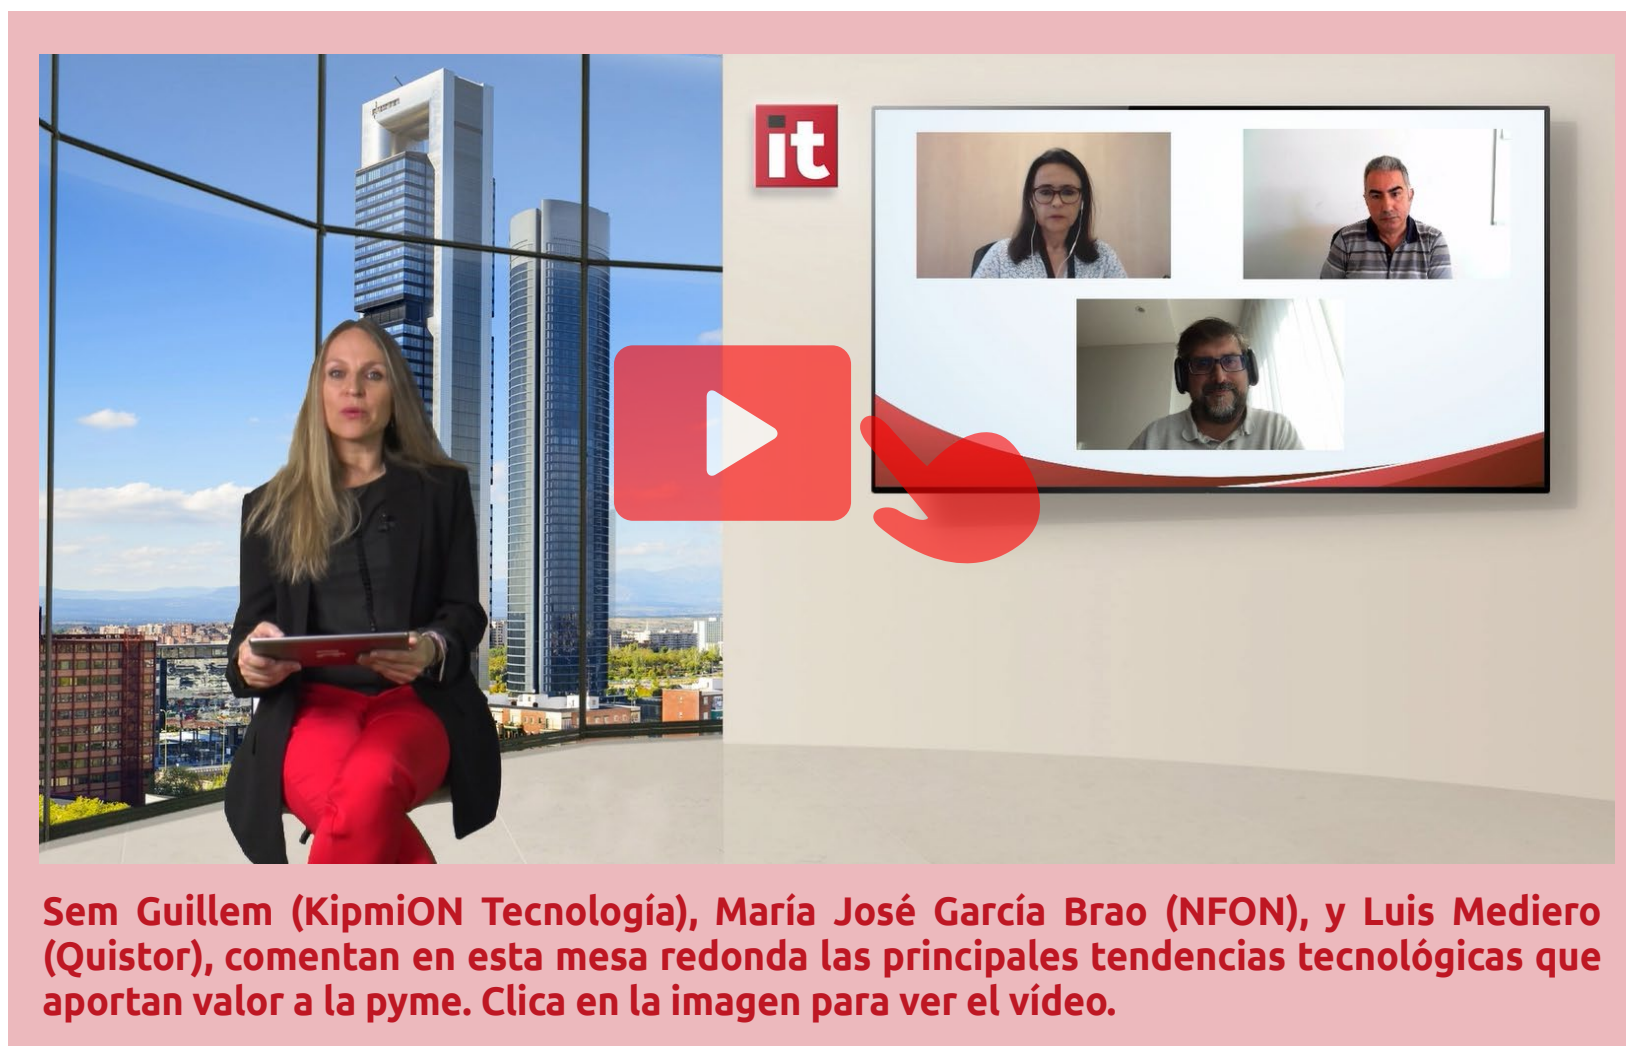 it
Sem Guillem (KipmiON Tecnología), María José García Brao (NFON), y Luis Mediero
(Quistor), comentan en esta mesa redonda las principales tendencias tecnológicas que
aportan valor a la pyme. Clica en la imagen para ver el vídeo.